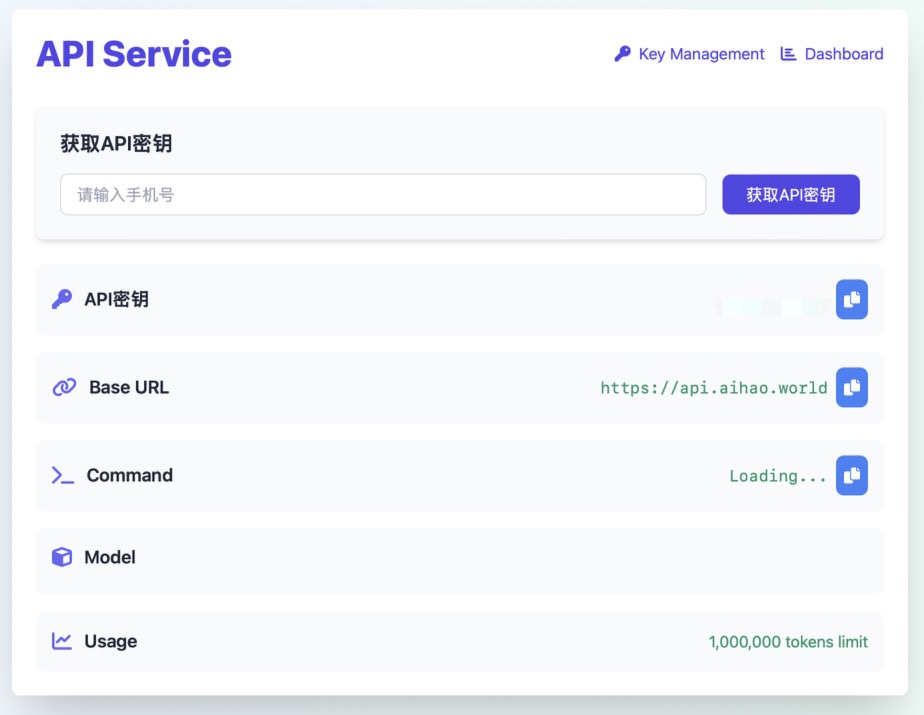 API Service
Key Management
Dashboard
获取API密钥
请输入手机号
获取API密钥
API密钥
Base URL
https://api.aihao.world
Command
Loading...
Model
Usage
1,000,000 tokens limit